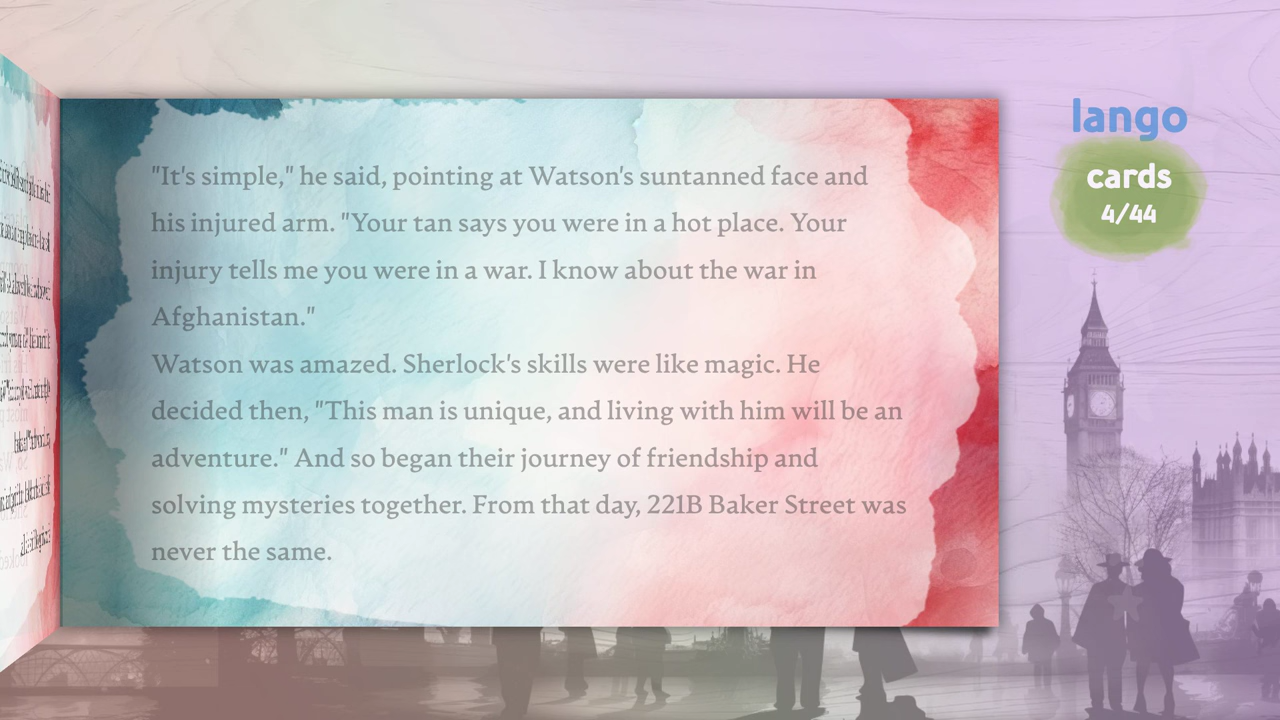 "It's simple," he said, pointing at Watson's suntanned face and
his injured arm. "Your tan says you were in a hot place. Your
injury tells me you were in a war. I know about the war in
Afghanistan."
Watson was amazed. Sherlock's skills were like magic. He
decided then, "This man is unique, and living with him will be an
adventure." And so began their journey of friendship and
solving mysteries together. From that day, 221B Baker Street was
never the same.
lango
cards
4/44